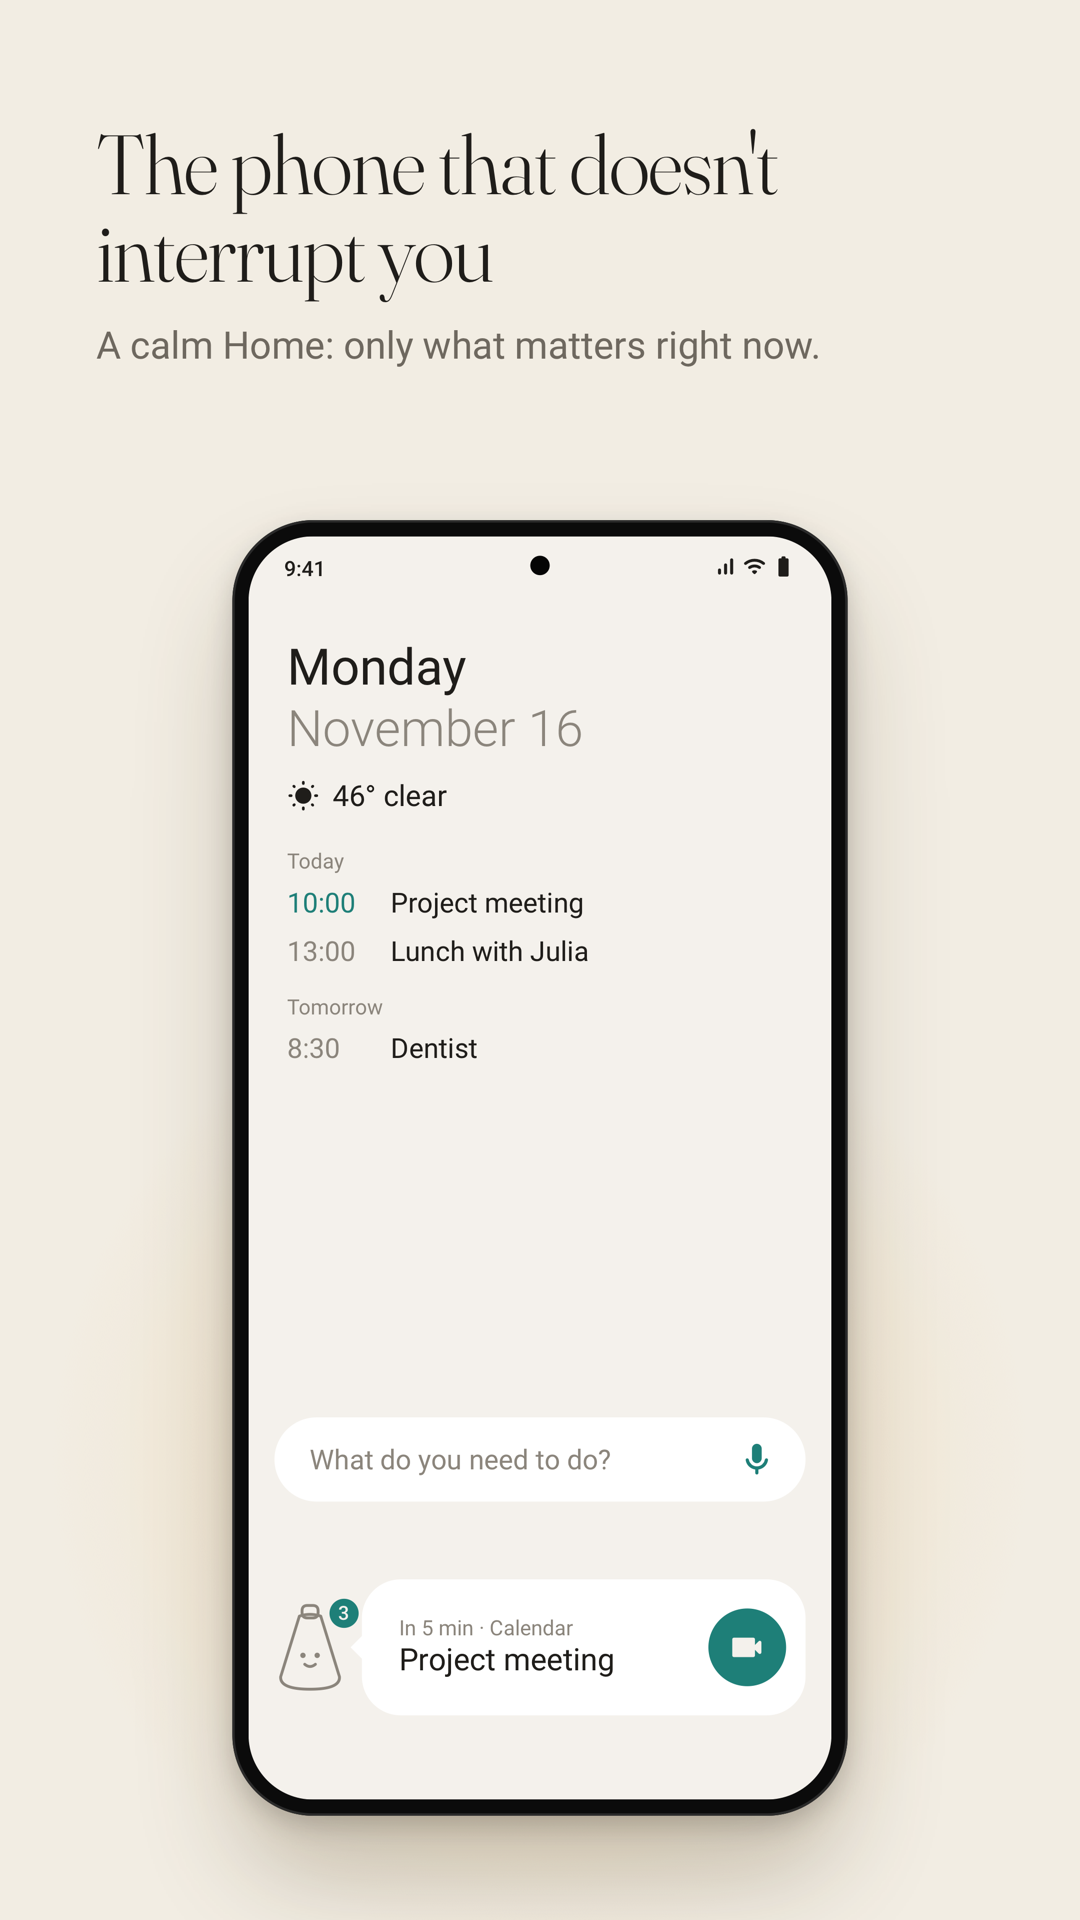 The phone that doesn't
interrupt you
A calm Home: only what matters right now.
9:41
Monday
November 16
46° clear
Today
10:00 Project meeting
13:00 Lunch with Julia
Tomorrow
8:30 Dentist
What do you need to do?
3
In 5 min · Calendar
Project meeting